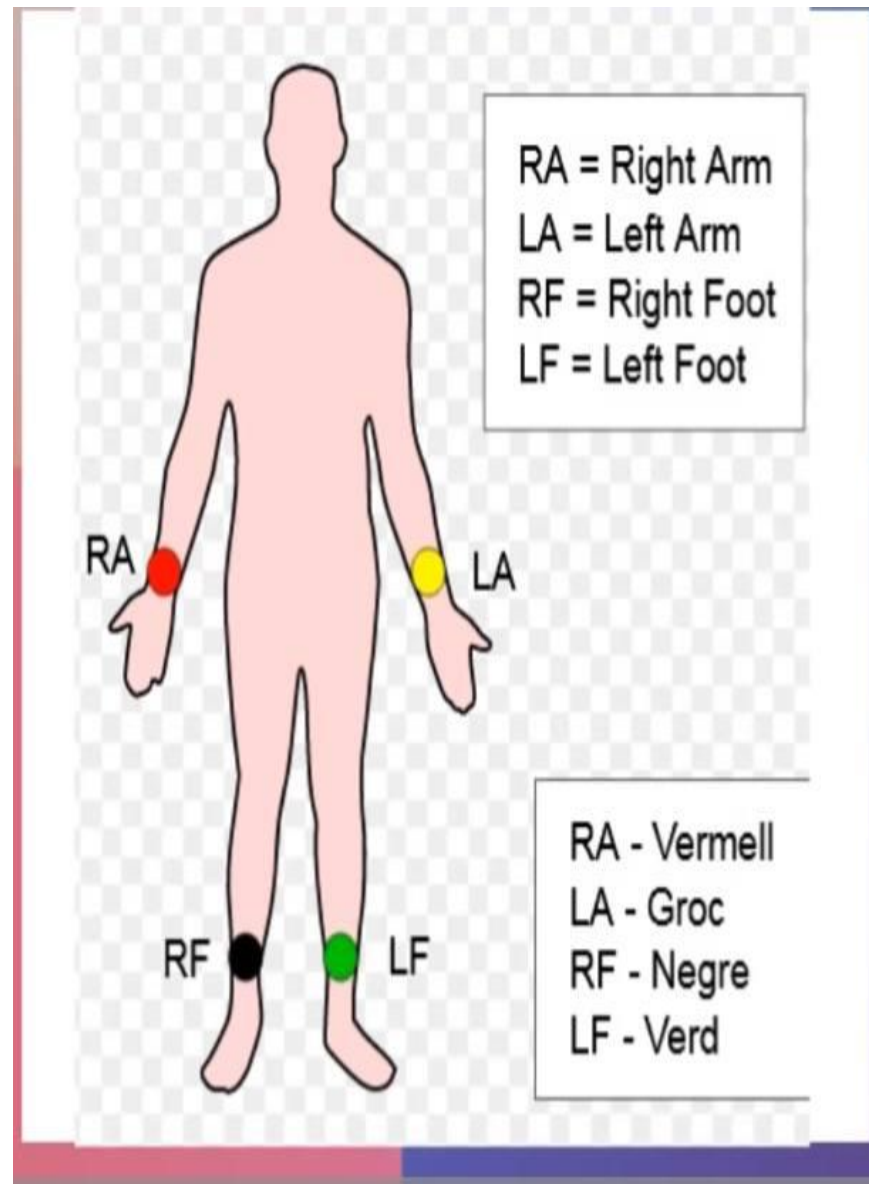 RA = Right Arm
LA = Left Arm
RF = Right Foot
LF = Left Foot
RA
LA
RF
LF
RA - Vermell
LA - Groc
RF - Negre
LF - Verd